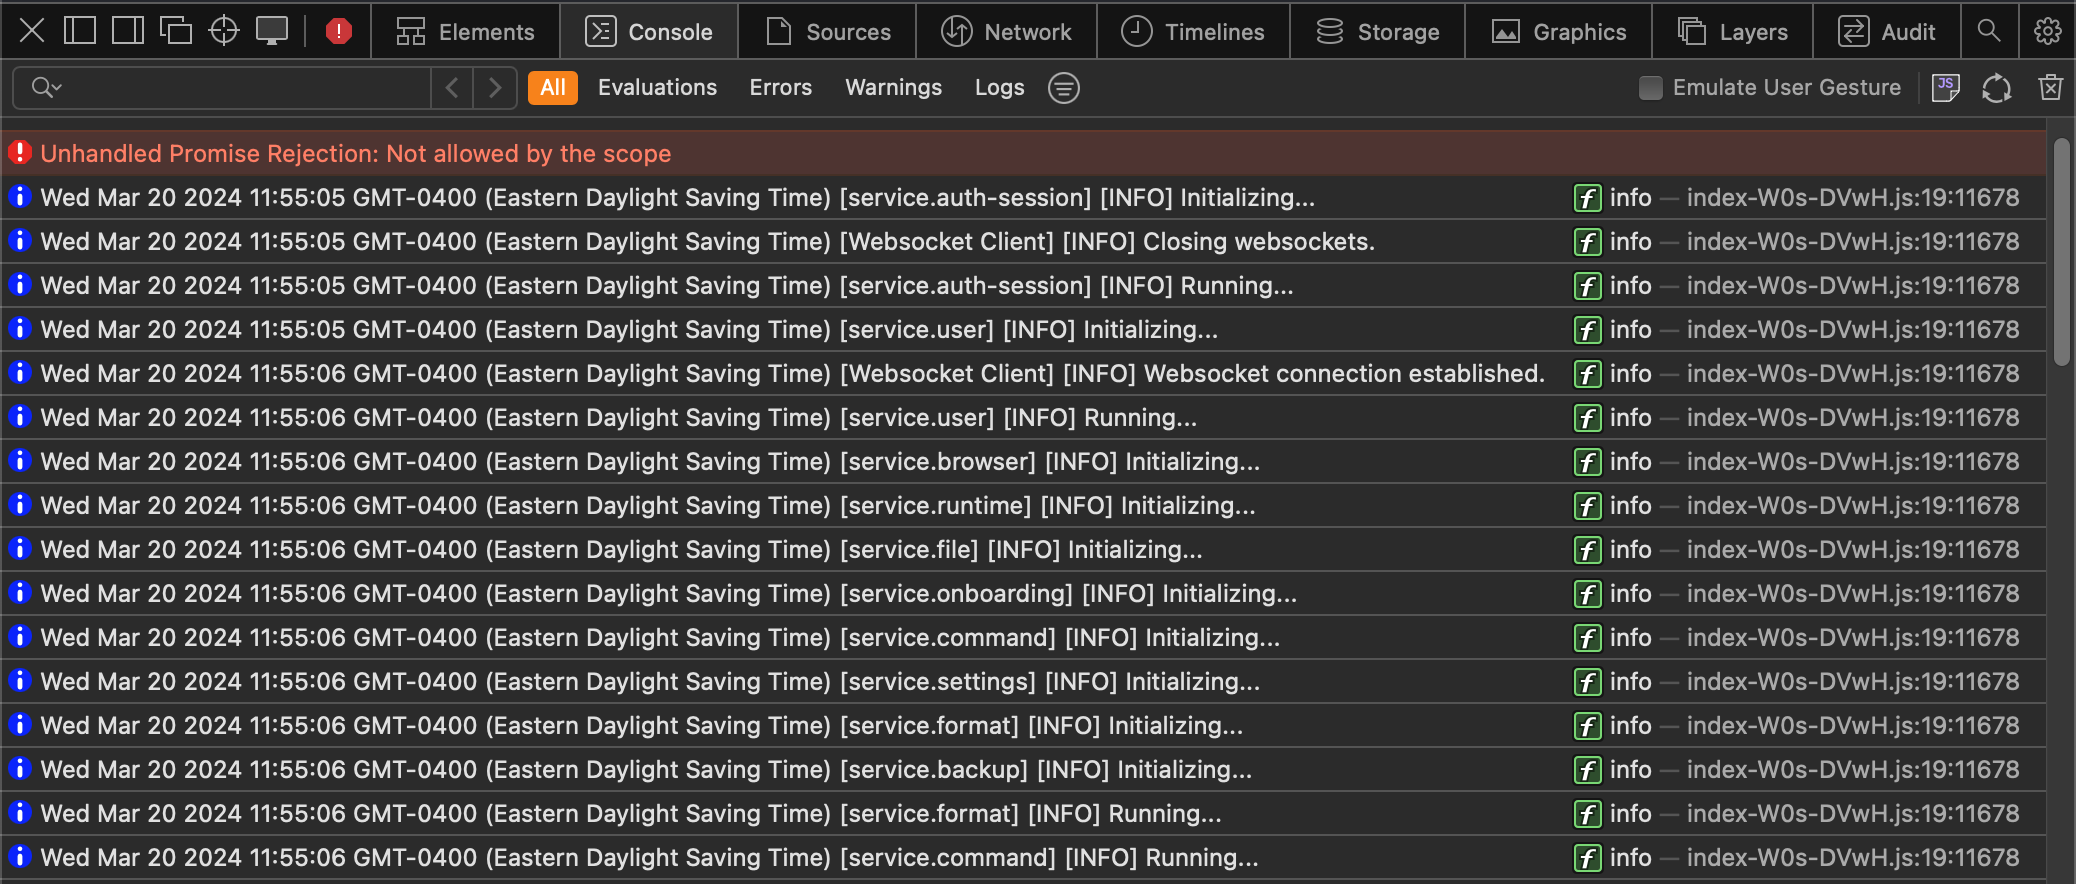 Elements Console Sources Network Timelines Storage Graphics Layers Audit
All Evaluations Errors Warnings Logs Emulate User Gesture JS
Unhandled Promise Rejection: Not allowed by the scope
Wed Mar 20 2024 11:55:05 GMT-0400 (Eastern Daylight Saving Time) [service.auth-session] [INFO] Initializing... f info — index-W0s-DVwH.js:19:11678
Wed Mar 20 2024 11:55:05 GMT-0400 (Eastern Daylight Saving Time) [Websocket Client] [INFO] Closing websockets. f info — index-W0s-DVwH.js:19:11678
Wed Mar 20 2024 11:55:05 GMT-0400 (Eastern Daylight Saving Time) [service.auth-session] [INFO] Running... f info — index-W0s-DVwH.js:19:11678
Wed Mar 20 2024 11:55:05 GMT-0400 (Eastern Daylight Saving Time) [service.user] [INFO] Initializing... f info — index-W0s-DVwH.js:19:11678
Wed Mar 20 2024 11:55:06 GMT-0400 (Eastern Daylight Saving Time) [Websocket Client] [INFO] Websocket connection established. f info — index-W0s-DVwH.js:19:11678
Wed Mar 20 2024 11:55:06 GMT-0400 (Eastern Daylight Saving Time) [service.user] [INFO] Running... f info — index-W0s-DVwH.js:19:11678
Wed Mar 20 2024 11:55:06 GMT-0400 (Eastern Daylight Saving Time) [service.browser] [INFO] Initializing... f info — index-W0s-DVwH.js:19:11678
Wed Mar 20 2024 11:55:06 GMT-0400 (Eastern Daylight Saving Time) [service.runtime] [INFO] Initializing... f info — index-W0s-DVwH.js:19:11678
Wed Mar 20 2024 11:55:06 GMT-0400 (Eastern Daylight Saving Time) [service.file] [INFO] Initializing... f info — index-W0s-DVwH.js:19:11678
Wed Mar 20 2024 11:55:06 GMT-0400 (Eastern Daylight Saving Time) [service.onboarding] [INFO] Initializing... f info — index-W0s-DVwH.js:19:11678
Wed Mar 20 2024 11:55:06 GMT-0400 (Eastern Daylight Saving Time) [service.command] [INFO] Initializing... f info — index-W0s-DVwH.js:19:11678
Wed Mar 20 2024 11:55:06 GMT-0400 (Eastern Daylight Saving Time) [service.settings] [INFO] Initializing... f info — index-W0s-DVwH.js:19:11678
Wed Mar 20 2024 11:55:06 GMT-0400 (Eastern Daylight Saving Time) [service.format] [INFO] Initializing... f info — index-W0s-DVwH.js:19:11678
Wed Mar 20 2024 11:55:06 GMT-0400 (Eastern Daylight Saving Time) [service.backup] [INFO] Initializing... f info — index-W0s-DVwH.js:19:11678
Wed Mar 20 2024 11:55:06 GMT-0400 (Eastern Daylight Saving Time) [service.format] [INFO] Running... f info — index-W0s-DVwH.js:19:11678
Wed Mar 20 2024 11:55:06 GMT-0400 (Eastern Daylight Saving Time) [service.command] [INFO] Running... f info — index-W0s-DVwH.js:19:11678